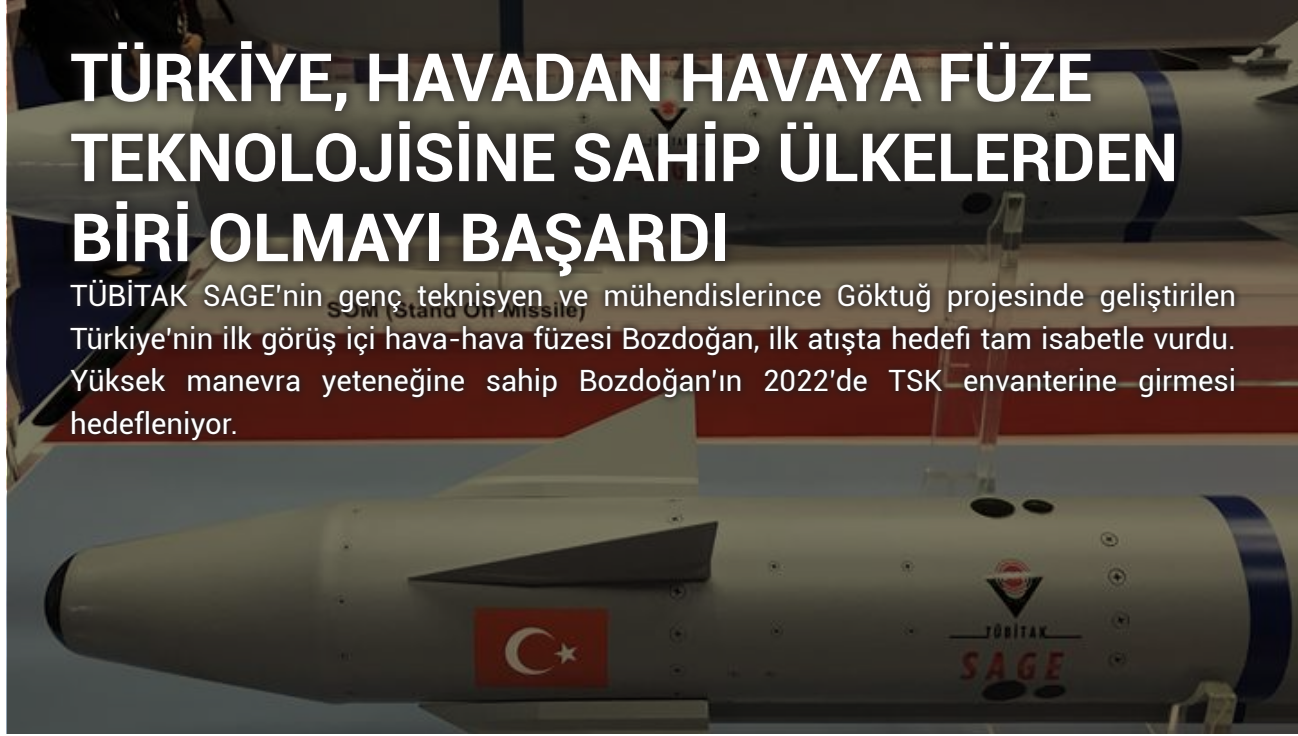 TÜRKİYE, HAVADAN HAVAYA FÜZE
TEKNOLOJİSİNE SAHİP ÜLKELERDEN
BİRİ OLMAYI BAŞARDI
TÜBİTAK SAGE'nin genç teknisyen ve mühendislerince Göktuğ projesinde geliştirilen
SOM (Stand Off Missile)
Türkiye'nin ilk görüş içi hava-hava füzesi Bozdoğan, ilk atışta hedefi tam isabetle vurdu.
Yüksek manevra yeteneğine sahip Bozdoğan'ın 2022'de TSK envanterine girmesi
hedefleniyor.
TÜBİTAK
SAGE